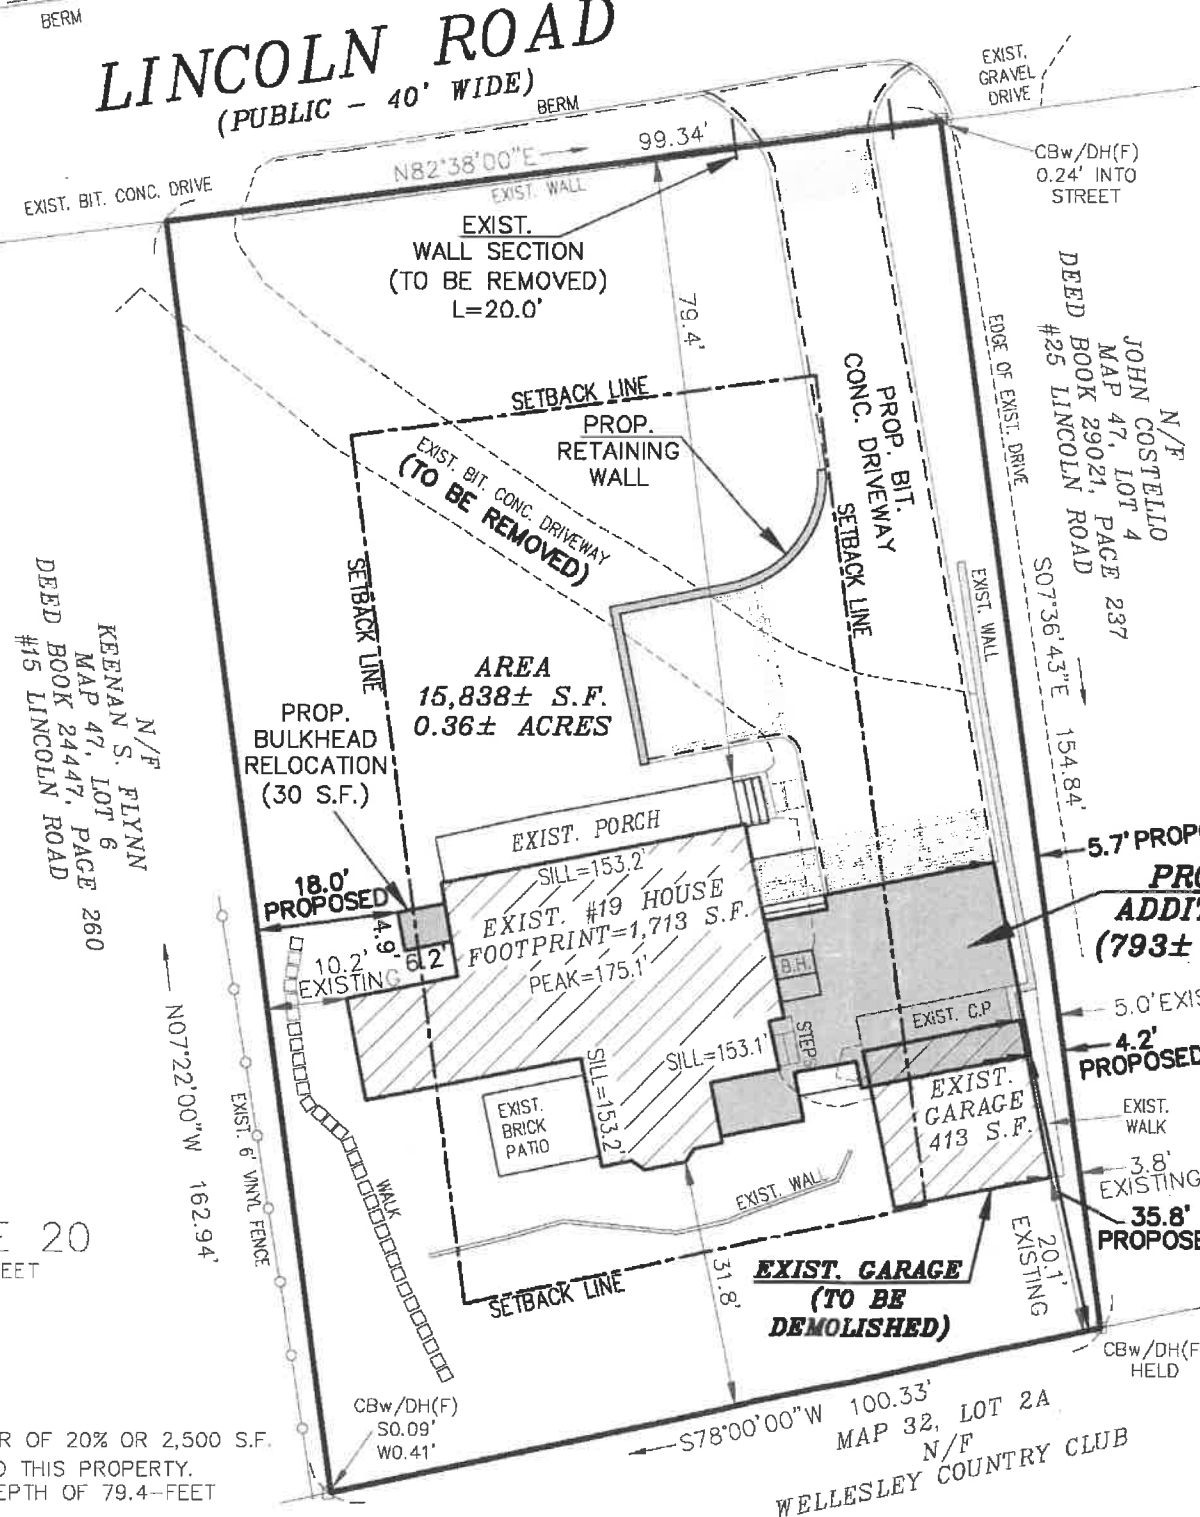 BERM
LINCOLN ROAD
(PUBLIC - 40' WIDE)
BERM
EXIST.
GRAVEL
DRIVE
N82°38'00"E
99.34'
EXIST. WALL
EXIST. BIT. CONC. DRIVE
CBw/DH(F)
0.24' INTO
STREET
EXIST.
WALL SECTION
(TO BE REMOVED)
L=20.0'
79.4'
N/F
JOHN COSTELLO
MAP 47, LOT 4
DEED BOOK 29021, PAGE 237
#25 LINCOLN ROAD
EDGE OF EXIST. DRIVE
SETBACK LINE
PROP.
RETAINING
WALL
PROP. BIT.
CONC. DRIVEWAY
EXIST. BIT. CONC. DRIVEWAY
(TO BE REMOVED)
SETBACK LINE
SETBACK LINE
EXIST. WALL
S07°36'43"E 154.84'
N/F
KEENAN S. FLYNN
MAP 47, LOT 6
DEED BOOK 24447, PAGE 260
#15 LINCOLN ROAD
AREA
15,838± S.F.
0.36± ACRES
PROP.
BULKHEAD
RELOCATION
(30 S.F.)
EXIST. PORCH
SILL=153.2'
EXIST. #19 HOUSE
FOOTPRINT=1,713 S.F.
PEAK=175.1'
18.0'
PROPOSED
4.9'
6.2'
10.2'
EXISTING
5.7' PROPO
PRO
ADDIT
(793±
B.H.
STEPS
EXIST. C.P.
5.0' EXIS
4.2'
PROPOSED
SILL=153.1'
SILL=153.2'
EXIST.
GARAGE
413 S.F.
EXIST.
BRICK
PATIO
EXIST.
WALK
3.8'
EXISTING
35.8'
PROPOSE
N07°22'00"W 162.94'
EXIST. 6' VINYL FENCE
WALK
EXIST. WALL
20.1'
EXISTING
E 20
EET
SETBACK LINE
31.8'
EXIST. GARAGE
(TO BE
DEMOLISHED)
CBw/DH(F
HELD
CBw/DH(F)
S0.09'
W0.41'
S78°00'00"W 100.33'
MAP 32, LOT 2A
N/F
WELLESLEY COUNTRY CLUB
R OF 20% OR 2,500 S.F.
O THIS PROPERTY.
EPTH OF 79.4-FEET